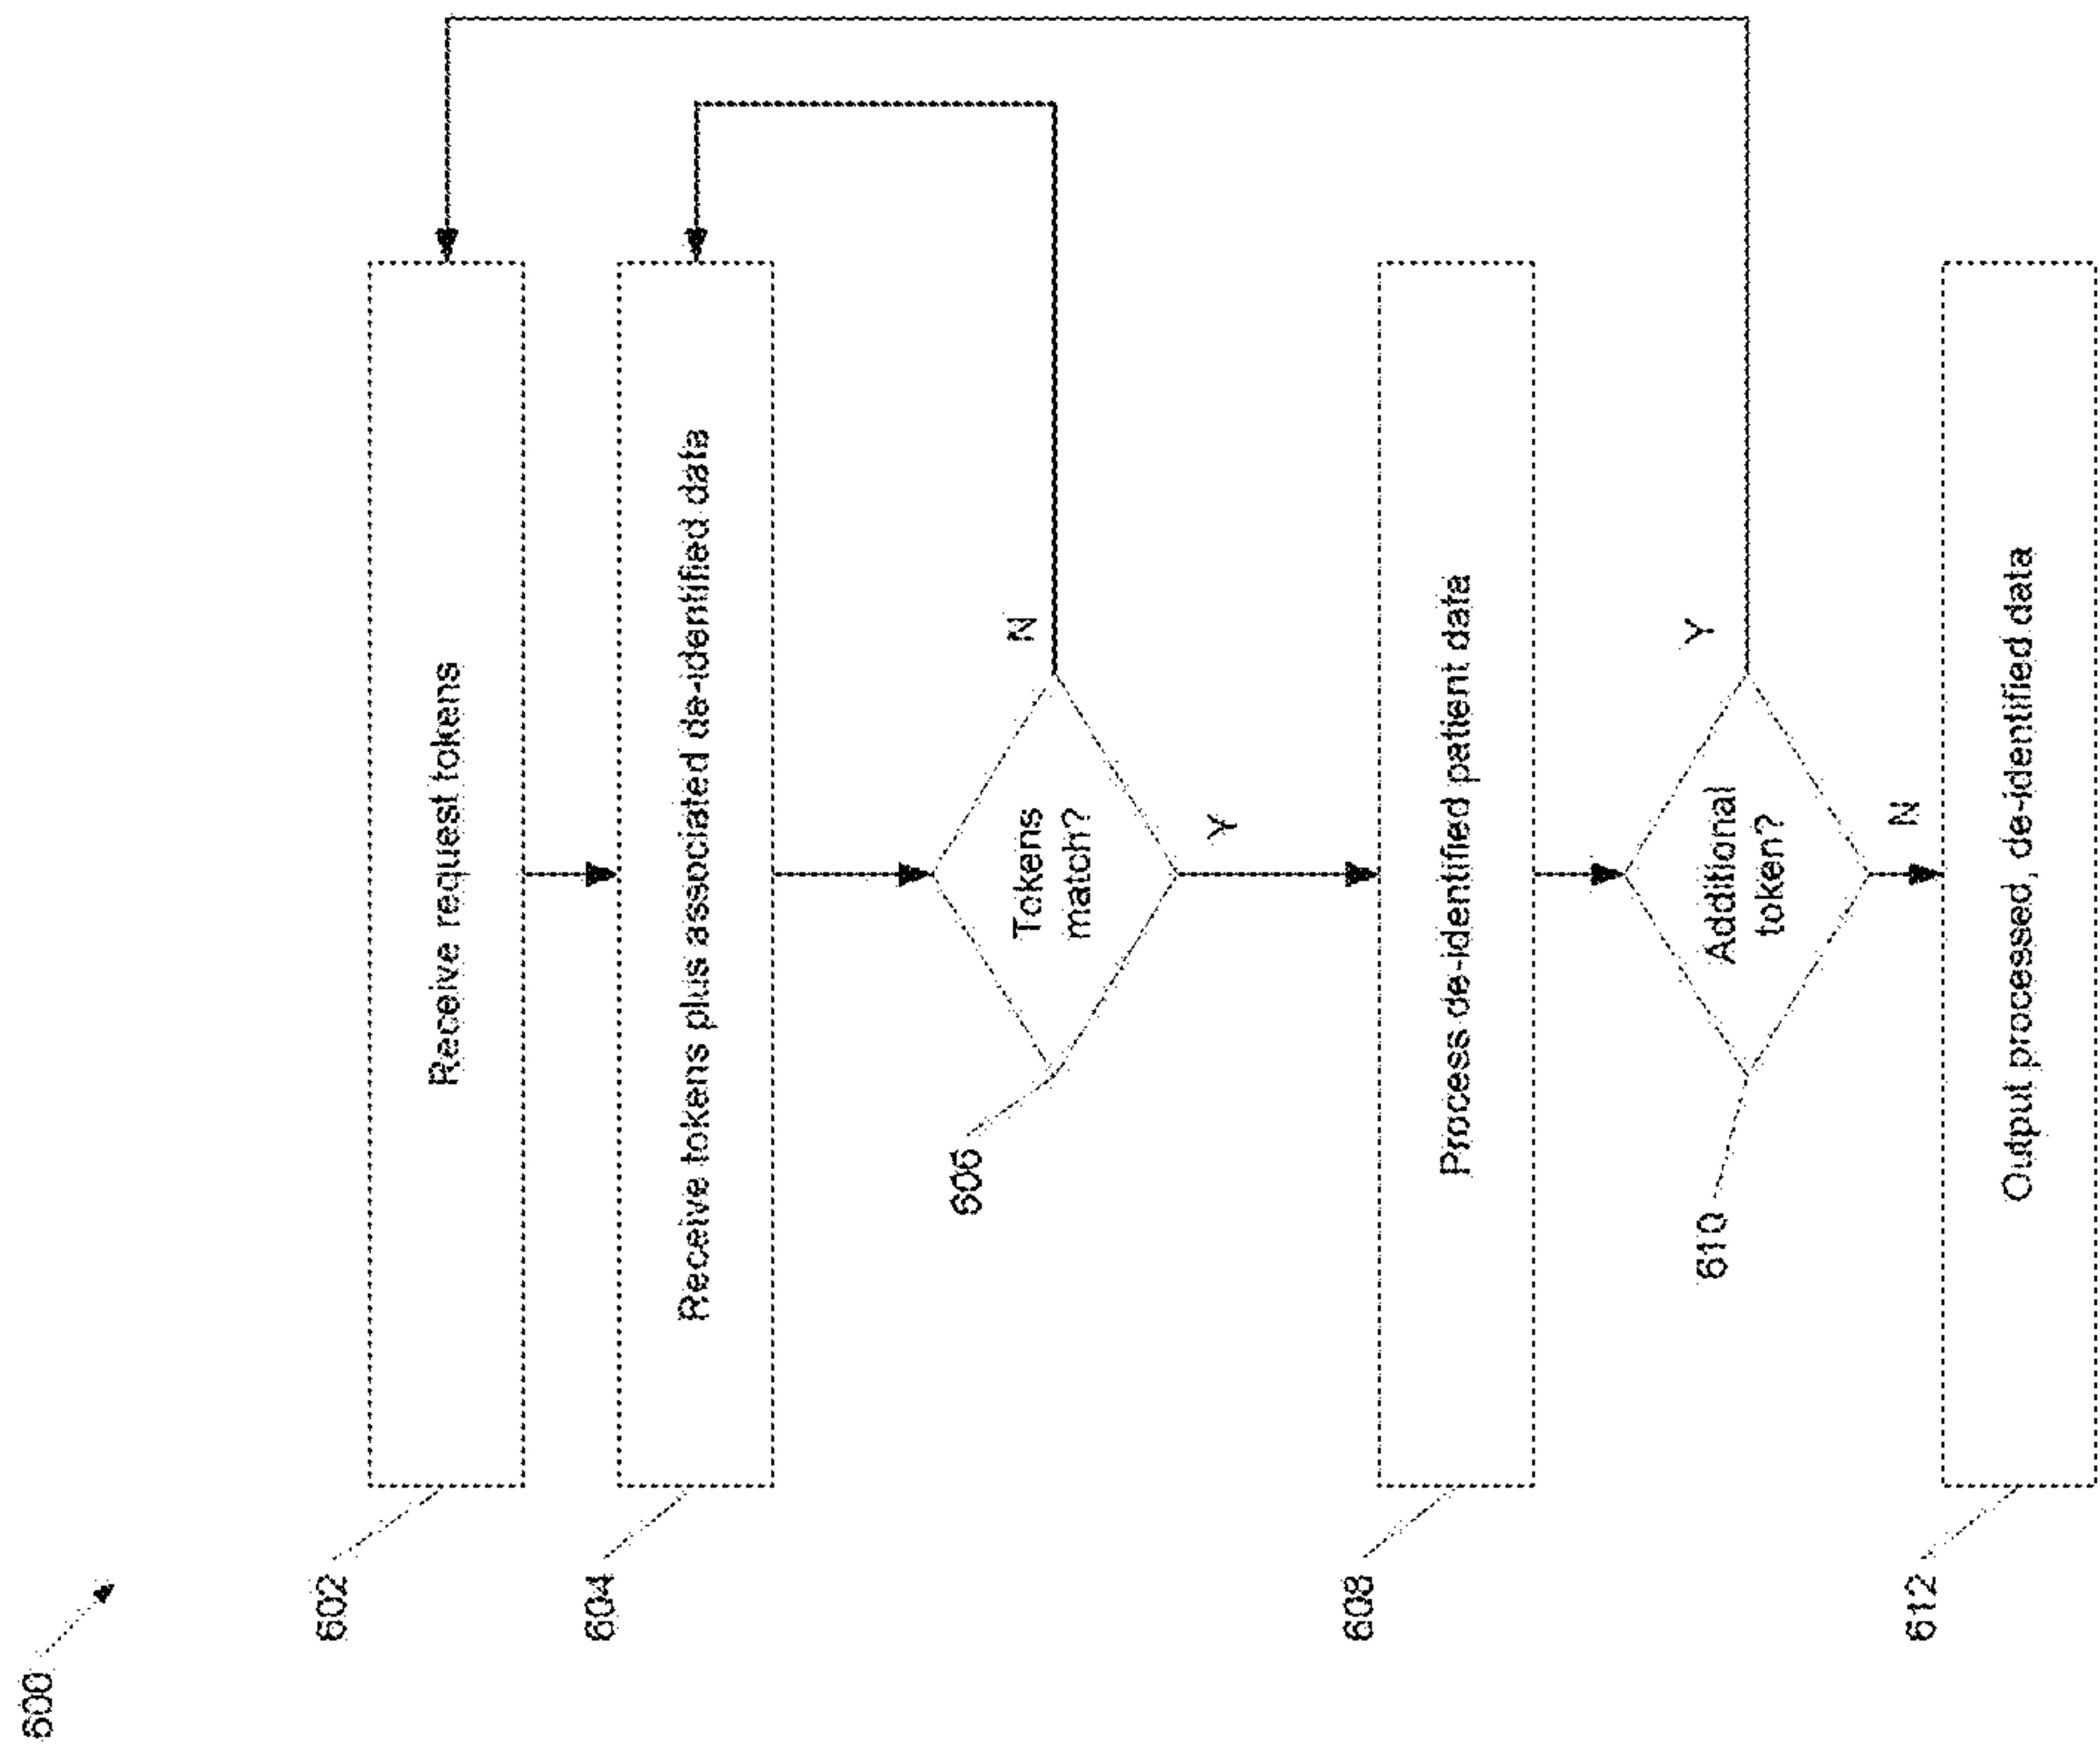 600
602
Receive request tokens
604
Receive tokens plus associated de-identified data
606
Tokens
match?
N
Y
608
Process de-identified patient data
610
Additional
token?
Y
N
612
Output processed, de-identified data